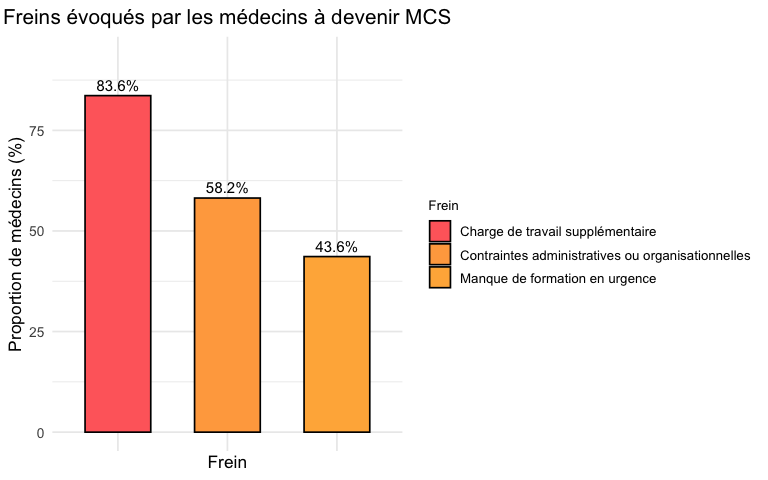 Freins évoqués par les médecins à devenir MCS
Proportion de médecins (%)
75
50
25
0
83.6%
58.2%
43.6%
Frein
Frein
Charge de travail supplémentaire
Contraintes administratives ou organisationnelles
Manque de formation en urgence